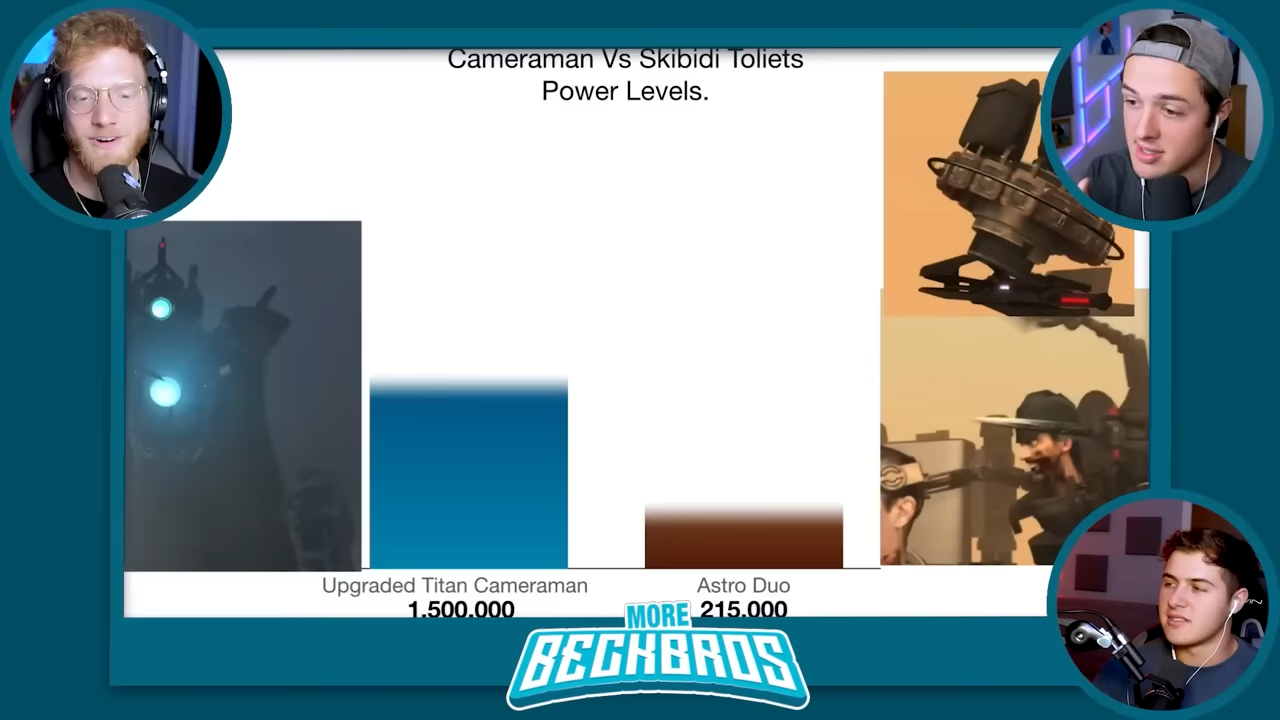 Cameraman Vs Skibidi Toliets
Power Levels.
Upgraded Titan Cameraman
1,500,000
Astro Duo
215,000
MORE
BECKBROS